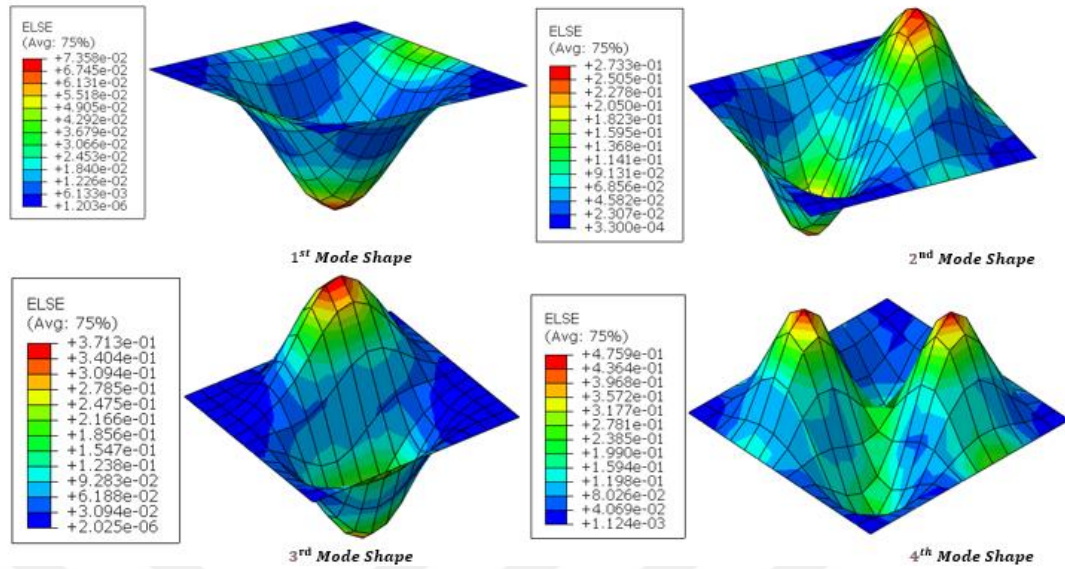 ELSE
(Avg: 75%)
+7.358e-02
+6.745e-02
+6.131e-02
+5.518e-02
+4.905e-02
+4.292e-02
+3.679e-02
+3.066e-02
+2.453e-02
+1.840e-02
+1.226e-02
+6.133e-03
+1.203e-06
1st Mode Shape
ELSE
(Avg: 75%)
+2.733e-01
+2.505e-01
+2.278e-01
+2.050e-01
+1.823e-01
+1.595e-01
+1.368e-01
+1.141e-01
+9.131e-02
+6.856e-02
+4.582e-02
+2.307e-02
+3.300e-04
2nd Mode Shape
ELSE
(Avg: 75%)
+3.713e-01
+3.404e-01
+3.094e-01
+2.785e-01
+2.475e-01
+2.166e-01
+1.856e-01
+1.547e-01
+1.238e-01
+9.283e-02
+6.188e-02
+3.094e-02
+2.025e-06
3rd Mode Shape
ELSE
(Avg: 75%)
+4.759e-01
+4.364e-01
+3.968e-01
+3.572e-01
+3.177e-01
+2.781e-01
+2.385e-01
+1.990e-01
+1.594e-01
+1.198e-01
+8.026e-02
+4.069e-02
+1.124e-03
4th Mode Shape